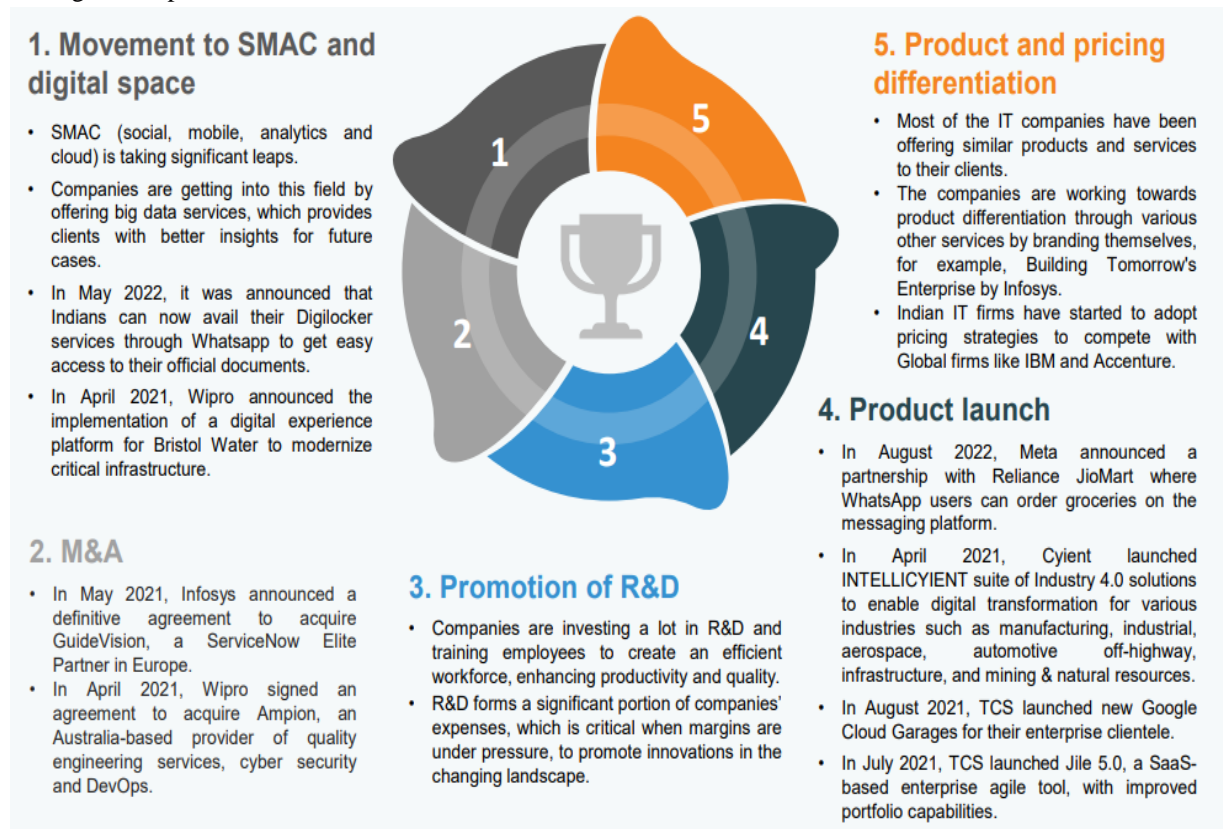 1. Movement to SMAC and
digital space
• SMAC (social, mobile, analytics and
cloud) is taking significant leaps.
• Companies are getting into this field by
offering big data services, which provides
clients with better insights for future
cases.
• In May 2022, it was announced that
Indians can now avail their Digilocker
services through Whatsapp to get easy
access to their official documents.
• In April 2021, Wipro announced the
implementation of a digital experience
platform for Bristol Water to modernize
critical infrastructure.
2. M&A
• In May 2021, Infosys announced a
definitive agreement to acquire
GuideVision, a ServiceNow Elite
Partner in Europe.
• In April 2021, Wipro signed an
agreement to acquire Ampion, an
Australia-based provider of quality
engineering services, cyber security
and DevOps.
1
2
3
4
5
3. Promotion of R&D
• Companies are investing a lot in R&D and
training employees to create an efficient
workforce, enhancing productivity and quality.
• R&D forms a significant portion of companies'
expenses, which is critical when margins are
under pressure, to promote innovations in the
changing landscape.
5. Product and pricing
differentiation
• Most of the IT companies have been
offering similar products and services
to their clients.
• The companies are working towards
product differentiation through various
other services by branding themselves,
for example, Building Tomorrow's
Enterprise by Infosys.
• Indian IT firms have started to adopt
pricing strategies to compete with
Global firms like IBM and Accenture.
4. Product launch
• In August 2022, Meta announced a
partnership with Reliance JioMart where
WhatsApp users can order groceries on the
messaging platform.
• In April 2021, Cyient launched
INTELLICYIENT suite of Industry 4.0 solutions
to enable digital transformation for various
industries such as manufacturing, industrial,
aerospace, automotive off-highway,
infrastructure, and mining & natural resources.
• In August 2021, TCS launched new Google
Cloud Garages for their enterprise clientele.
• In July 2021, TCS launched Jile 5.0, a SaaS-
based enterprise agile tool, with improved
portfolio capabilities.